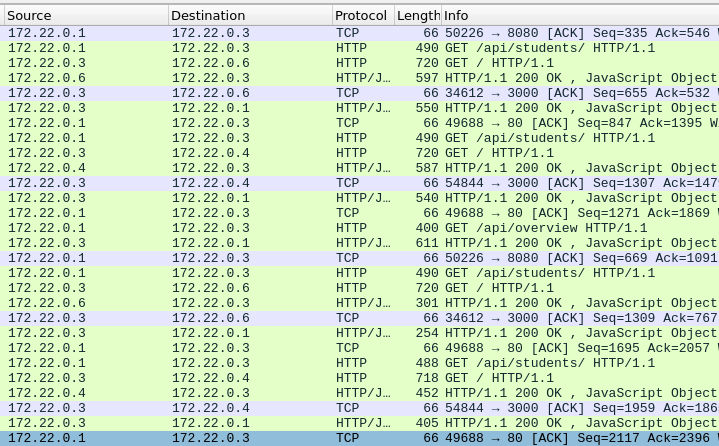 Source Destination Protocol Length Info
172.22.0.1 172.22.0.3 TCP 66 50226 → 8080 [ACK] Seq=335 Ack=546
172.22.0.1 172.22.0.3 HTTP 490 GET /api/students/ HTTP/1.1
172.22.0.3 172.22.0.6 HTTP 720 GET / HTTP/1.1
172.22.0.6 172.22.0.3 HTTP/J… 597 HTTP/1.1 200 OK , JavaScript Object
172.22.0.3 172.22.0.6 TCP 66 34612 → 3000 [ACK] Seq=655 Ack=532
172.22.0.3 172.22.0.1 HTTP/J… 550 HTTP/1.1 200 OK , JavaScript Object
172.22.0.1 172.22.0.3 TCP 66 49688 → 80 [ACK] Seq=847 Ack=1395 W
172.22.0.1 172.22.0.3 HTTP 490 GET /api/students/ HTTP/1.1
172.22.0.3 172.22.0.4 HTTP 720 GET / HTTP/1.1
172.22.0.4 172.22.0.3 HTTP/J… 587 HTTP/1.1 200 OK , JavaScript Object
172.22.0.3 172.22.0.4 TCP 66 54844 → 3000 [ACK] Seq=1307 Ack=147
172.22.0.3 172.22.0.1 HTTP/J… 540 HTTP/1.1 200 OK , JavaScript Object
172.22.0.1 172.22.0.3 TCP 66 49688 → 80 [ACK] Seq=1271 Ack=1869
172.22.0.1 172.22.0.3 HTTP 400 GET /api/overview HTTP/1.1
172.22.0.3 172.22.0.1 HTTP/J… 611 HTTP/1.1 200 OK , JavaScript Object
172.22.0.1 172.22.0.3 TCP 66 50226 → 8080 [ACK] Seq=669 Ack=1091
172.22.0.1 172.22.0.3 HTTP 490 GET /api/students/ HTTP/1.1
172.22.0.3 172.22.0.6 HTTP 720 GET / HTTP/1.1
172.22.0.6 172.22.0.3 HTTP/J… 301 HTTP/1.1 200 OK , JavaScript Object
172.22.0.3 172.22.0.6 TCP 66 34612 → 3000 [ACK] Seq=1309 Ack=767
172.22.0.3 172.22.0.1 HTTP/J… 254 HTTP/1.1 200 OK , JavaScript Object
172.22.0.1 172.22.0.3 TCP 66 49688 → 80 [ACK] Seq=1695 Ack=2057
172.22.0.1 172.22.0.3 HTTP 488 GET /api/students/ HTTP/1.1
172.22.0.3 172.22.0.4 HTTP 718 GET / HTTP/1.1
172.22.0.4 172.22.0.3 HTTP/J… 452 HTTP/1.1 200 OK , JavaScript Object
172.22.0.3 172.22.0.4 TCP 66 54844 → 3000 [ACK] Seq=1959 Ack=186
172.22.0.3 172.22.0.1 HTTP/J… 405 HTTP/1.1 200 OK , JavaScript Object
172.22.0.1 172.22.0.3 TCP 66 49688 → 80 [ACK] Seq=2117 Ack=2396